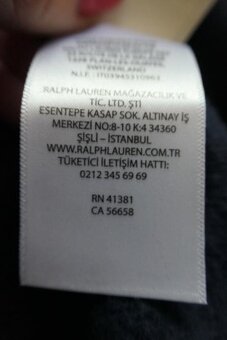 SWITZERLAND
RALPH LAUREN MAĞAZACILIK VE
TİC. LTD. ŞTİ
ESENTEPE KASAP SOK. ALTINAY İŞ
MERKEZİ NO:8-10 K:4 34360
ŞİŞLİ – İSTANBUL
WWW.RALPHLAUREN.COM.TR
TÜKETİCİ İLETİŞİM HATTI:
0212 345 69 69
RN 41381
CA 56658